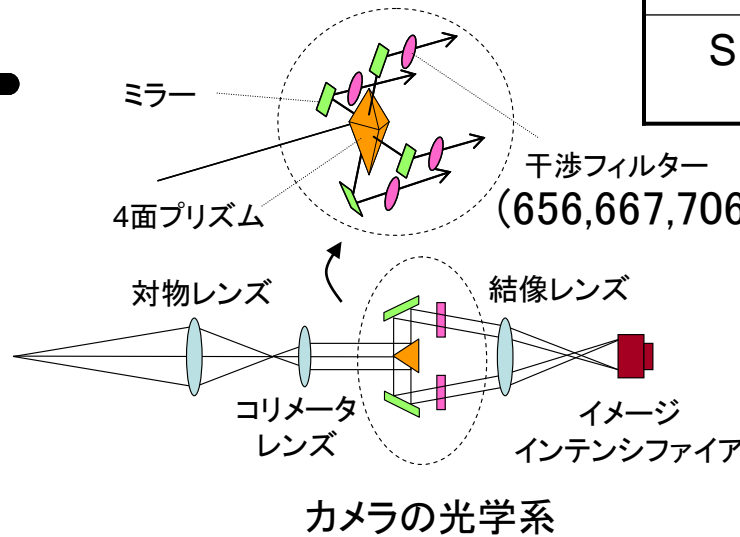 S
ミラー
干渉フィルター
4面プリズム
(656,667,706
対物レンズ
結像レンズ
コリメータ
レンズ
イメージ
インテンシファイア
カメラの光学系